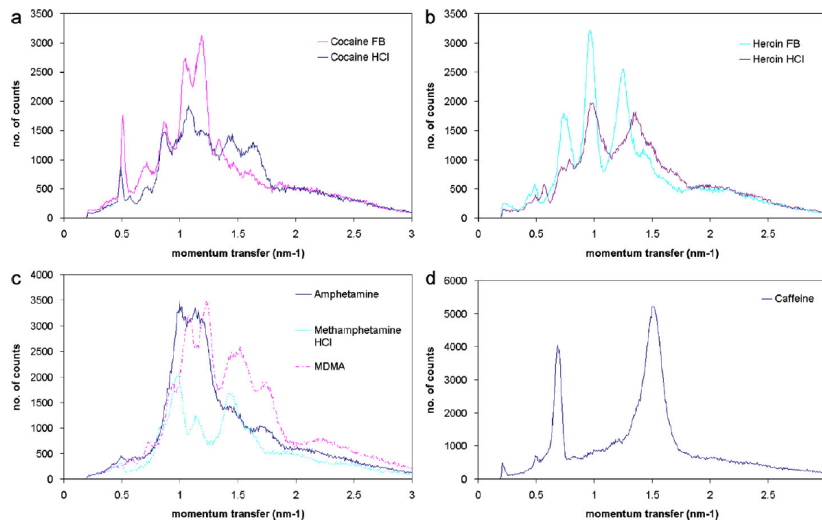 a
3500
3000
2500
2000
1500
1000
500
0
no. of counts
Cocaine FB
Cocaine HCl
0 0.5 1 1.5 2 2.5 3
momentum transfer (nm-1)
b
3500
3000
2500
2000
1500
1000
500
0
no. of counts
Heroin FB
Heroin HCl
0 0.5 1 1.5 2 2.5
momentum transfer (nm-1)
c
4000
3500
3000
2500
2000
1500
1000
500
0
no. of counts
Amphetamine
Methamphetamine
HCl
MDMA
0 0.5 1 1.5 2 2.5 3
momentum transfer (nm-1)
d
6000
5000
4000
3000
2000
1000
0
no. of counts
Caffeine
0 0.5 1 1.5 2 2.5
momentum transfer (nm-1)